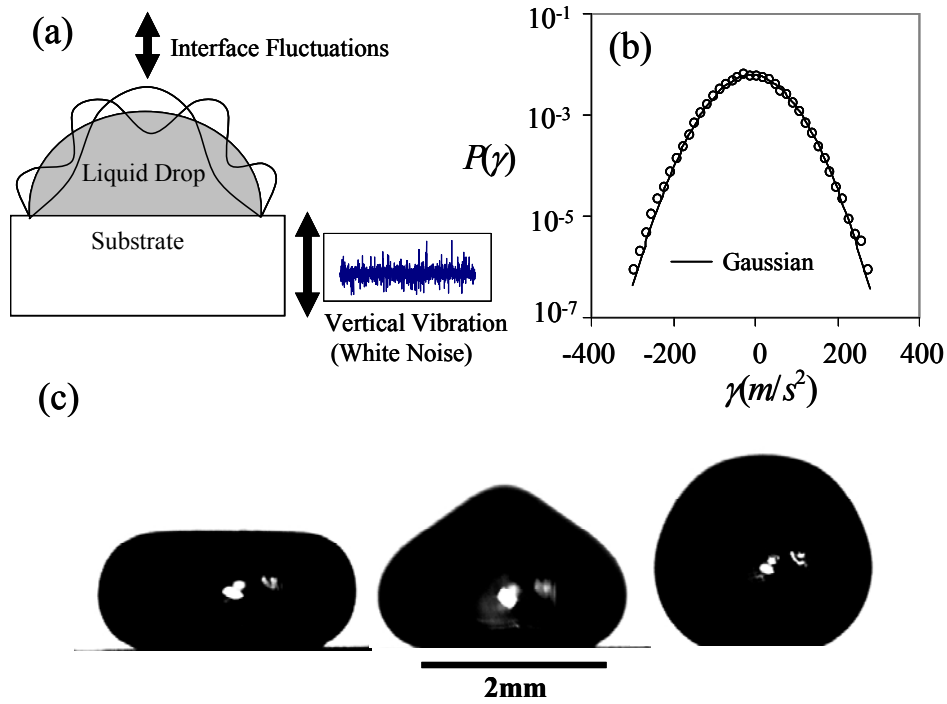 (a)
Interface Fluctuations
Liquid Drop
Substrate
Vertical Vibration
(White Noise)
(b)
10-1
10-3
10-5
10-7
P(γ)
Gaussian
-400 -200 0 200 400
γ(m/s2)
(c)
2mm